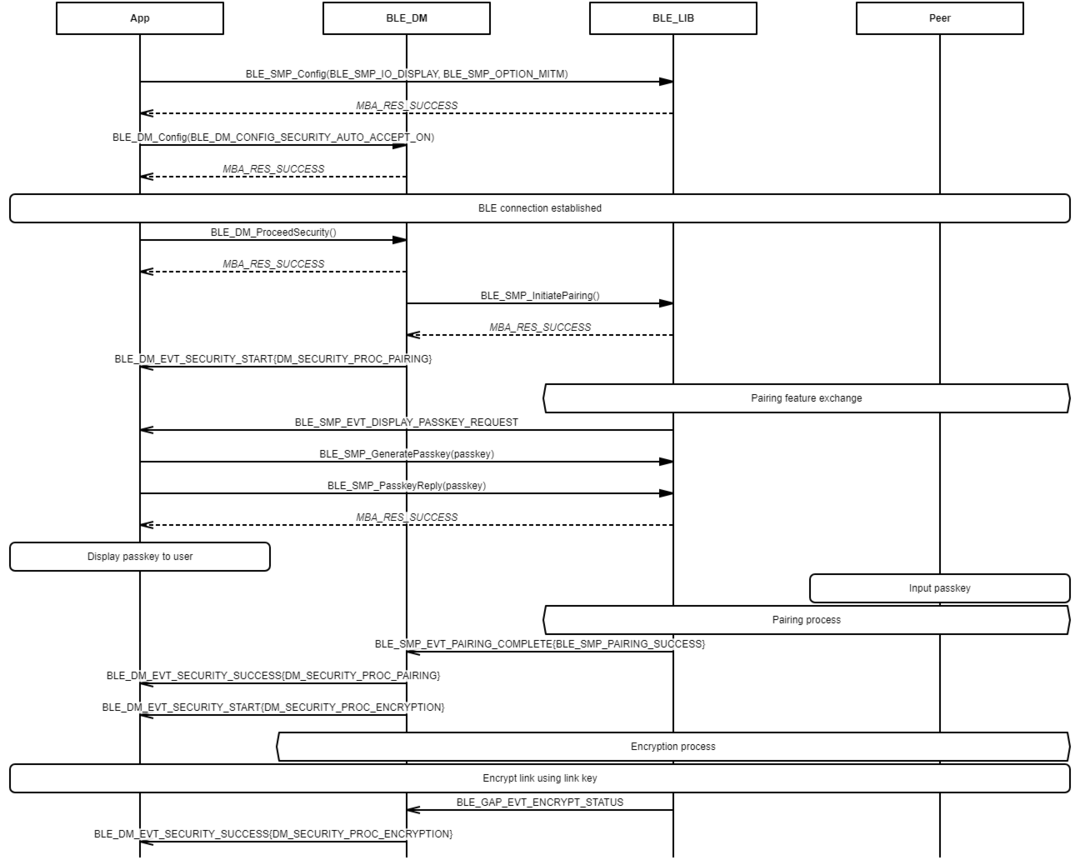 App
BLE_DM
BLE_LIB
Peer
BLE_SMP_Config(BLE_SMP_IO_DISPLAY, BLE_SMP_OPTION_MITM)
MBA_RES_SUCCESS
BLE_DM_Config(BLE_DM_CONFIG_SECURITY_AUTO_ACCEPT_ON)
MBA_RES_SUCCESS
BLE connection established
BLE_DM_ProceedSecurity()
MBA_RES_SUCCESS
BLE_SMP_InitiatePairing()
MBA_RES_SUCCESS
BLE_DM_EVT_SECURITY_START{DM_SECURITY_PROC_PAIRING}
Pairing feature exchange
BLE_SMP_EVT_DISPLAY_PASSKEY_REQUEST
BLE_SMP_GeneratePasskey(passkey)
BLE_SMP_PasskeyReply(passkey)
MBA_RES_SUCCESS
Display passkey to user
Input passkey
Pairing process
BLE_SMP_EVT_PAIRING_COMPLETE{BLE_SMP_PAIRING_SUCCESS}
BLE_DM_EVT_SECURITY_SUCCESS{DM_SECURITY_PROC_PAIRING}
BLE_DM_EVT_SECURITY_START{DM_SECURITY_PROC_ENCRYPTION}
Encryption process
Encrypt link using link key
BLE_GAP_EVT_ENCRYPT_STATUS
BLE_DM_EVT_SECURITY_SUCCESS{DM_SECURITY_PROC_ENCRYPTION}